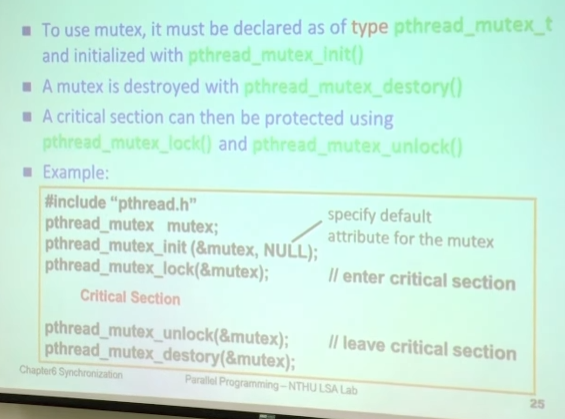 To use mutex, it must be declared as of type pthread_mutex_t
and initialized with pthread_mutex_init()
A mutex is destroyed with pthread_mutex_destory()
A critical section can then be protected using
pthread_mutex_lock() and pthread_mutex_unlock()
Example:
#include "pthread.h"
pthread_mutex mutex;
specify default
attribute for the mutex
pthread_mutex_init (&mutex, NULL);
pthread_mutex_lock(&mutex); // enter critical section
Critical Section
pthread_mutex_unlock(&mutex); // leave critical section
pthread_mutex_destory(&mutex);
Chapter6 Synchronization Parallel Programming – NTHU LSA Lab 25